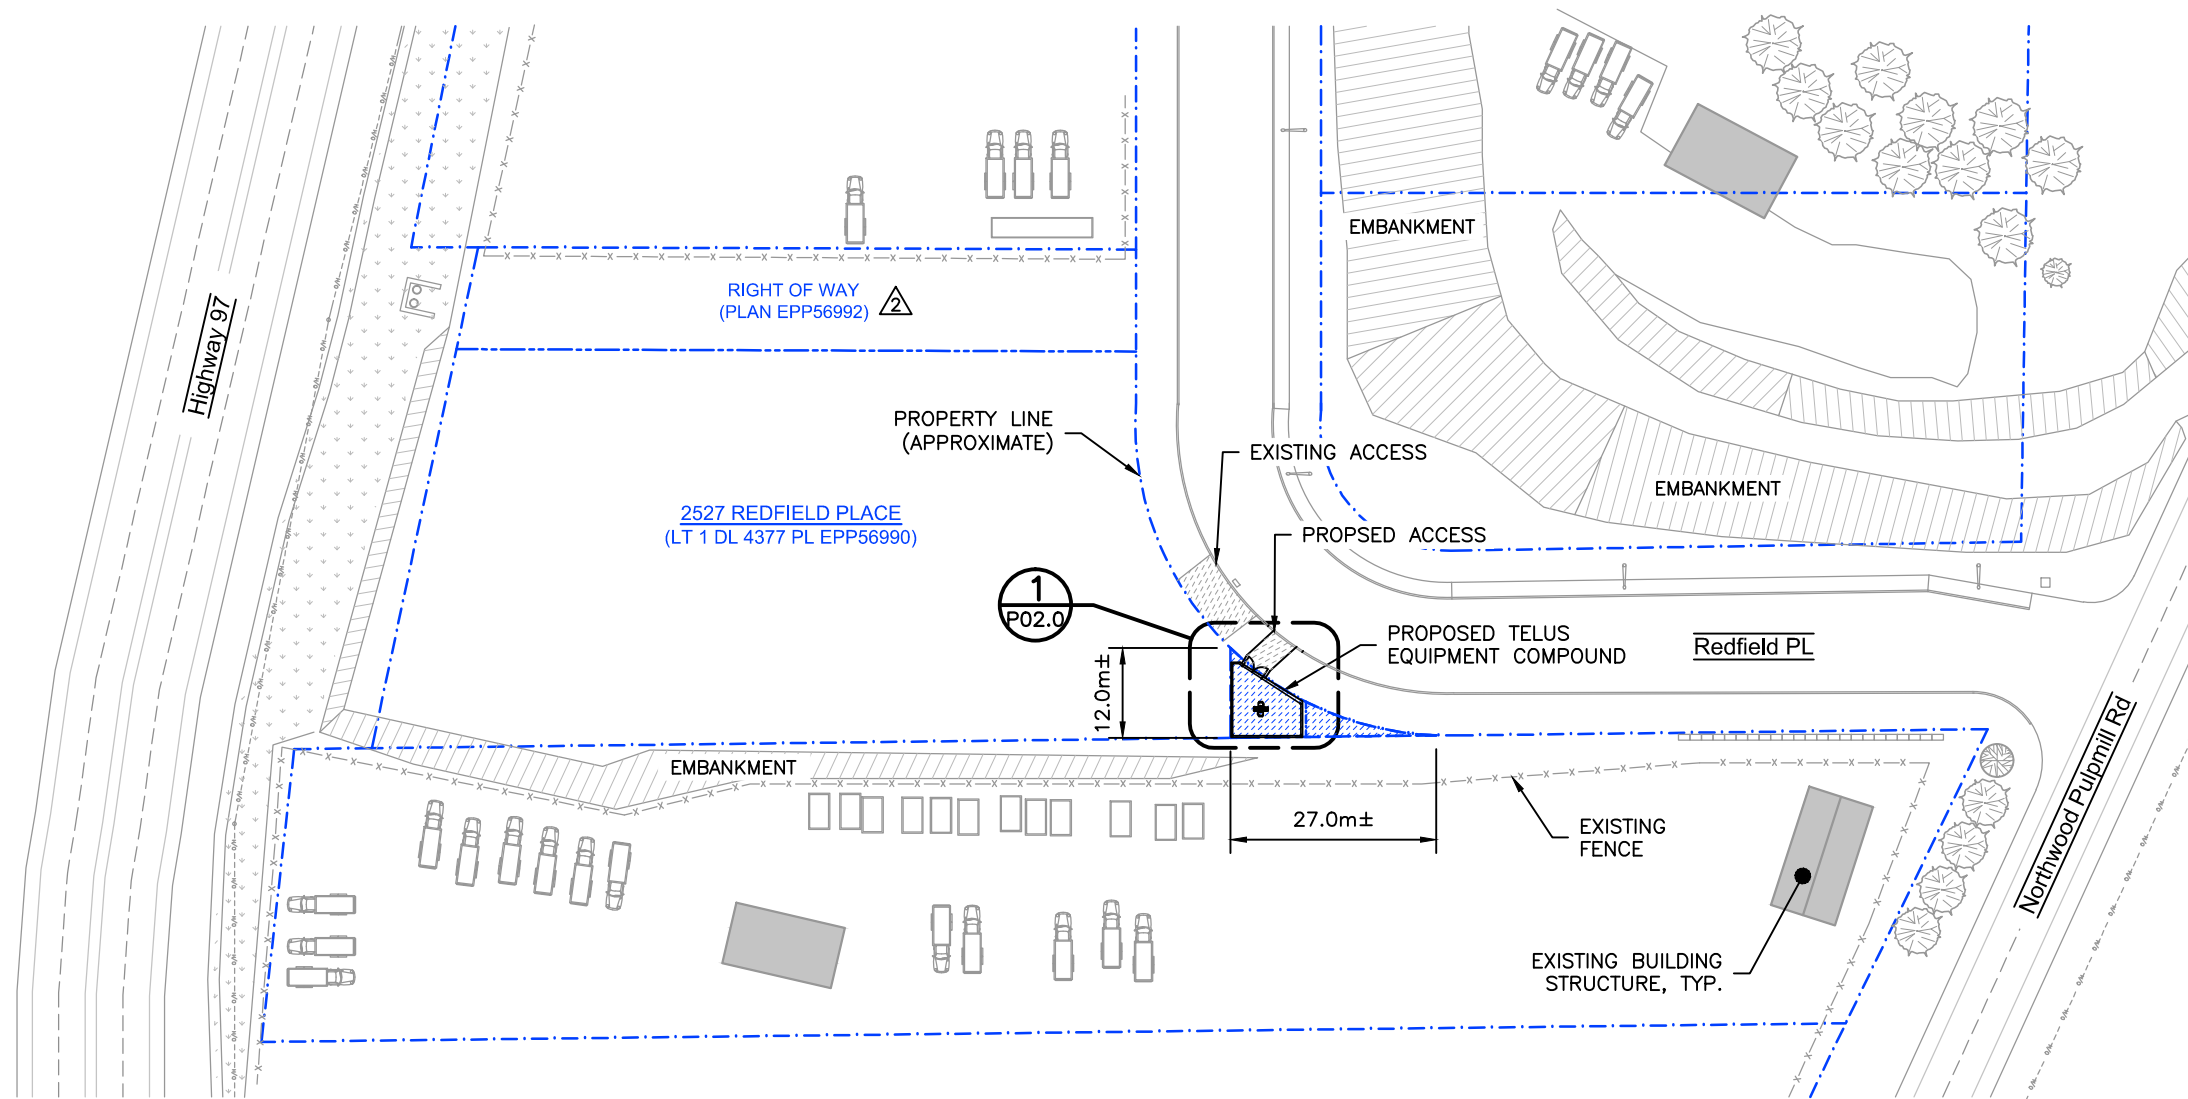 Highway 97
RIGHT OF WAY
(PLAN EPP56992)
2
EMBANKMENT
PROPERTY LINE
(APPROXIMATE)
EXISTING ACCESS
EMBANKMENT
2527 REDFIELD PLACE
(LT 1 DL 4377 PL EPP56990)
PROPSED ACCESS
1
P02.0
PROPOSED TELUS
EQUIPMENT COMPOUND
Redfield PL
12.0m±
EMBANKMENT
27.0m±
EXISTING
FENCE
Northwood Pulpmill Rd
EXISTING BUILDING
STRUCTURE, TYP.